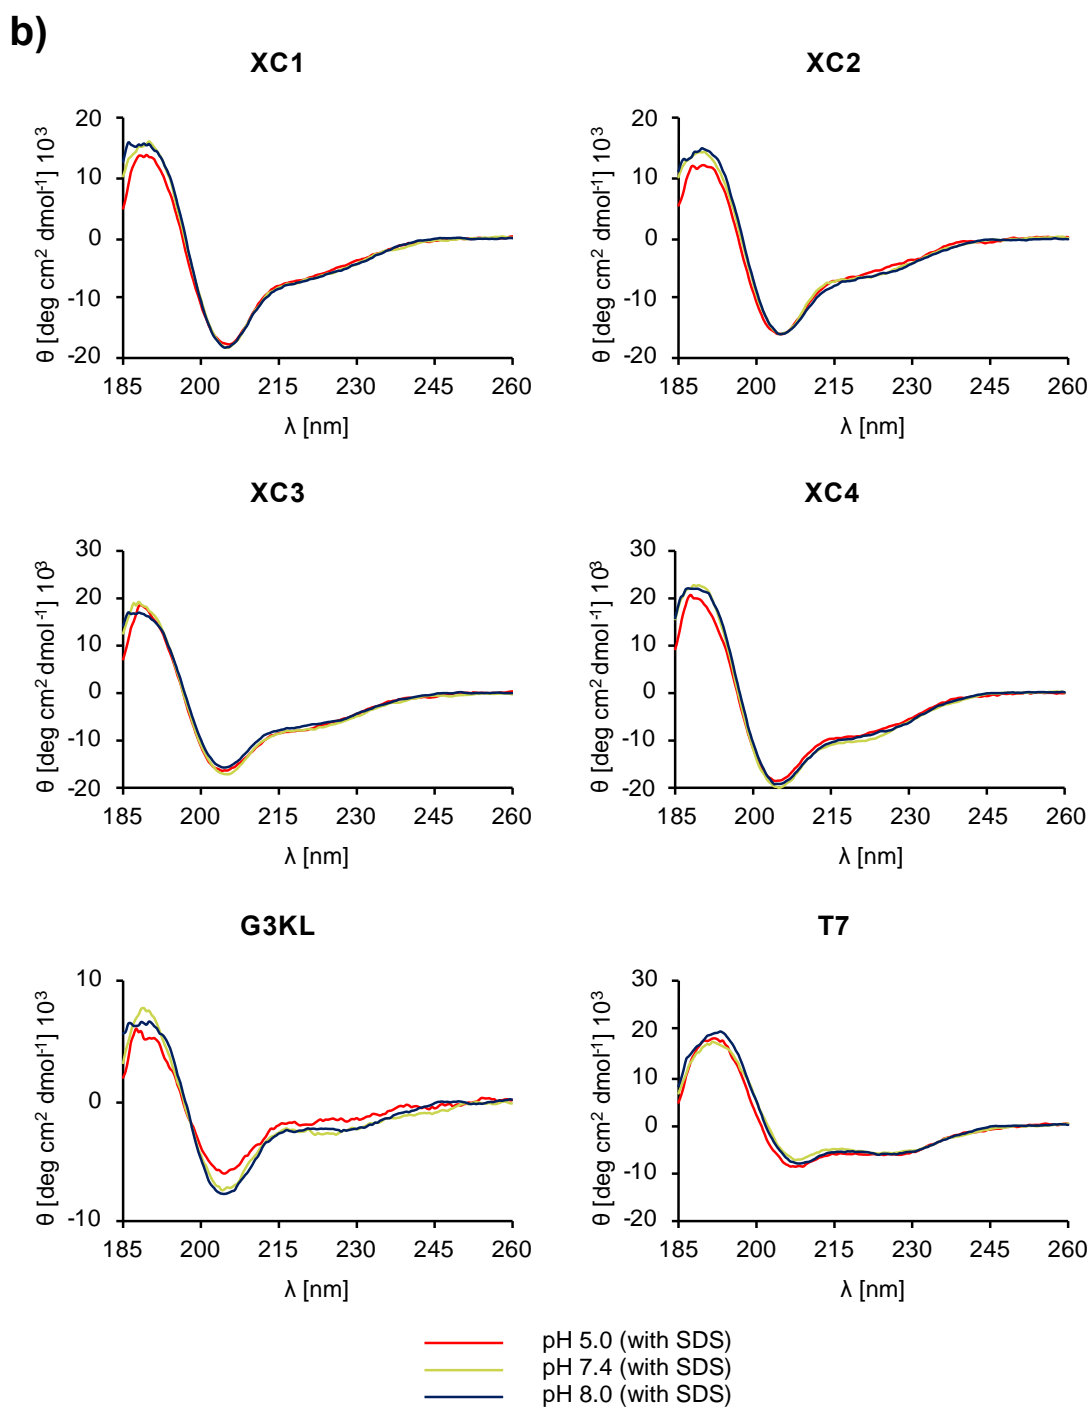 b)
XC1
XC2
θ [deg cm² dmol⁻¹] 10³
20
10
0
-10
-20
185 200 215 230 245 260
λ [nm]
θ [deg cm² dmol⁻¹] 10³
20
10
0
-10
-20
185 200 215 230 245 260
λ [nm]
XC3
XC4
θ [deg cm² dmol⁻¹] 10³
30
20
10
0
-10
-20
185 200 215 230 245 260
λ [nm]
θ [deg cm² dmol⁻¹] 10³
30
20
10
0
-10
-20
185 200 215 230 245 260
λ [nm]
G3KL
T7
θ [deg cm² dmol⁻¹] 10³
10
0
-10
185 200 215 230 245 260
λ [nm]
θ [deg cm² dmol⁻¹] 10³
30
20
10
0
-10
-20
185 200 215 230 245 260
λ [nm]
pH 5.0 (with SDS)
pH 7.4 (with SDS)
pH 8.0 (with SDS)